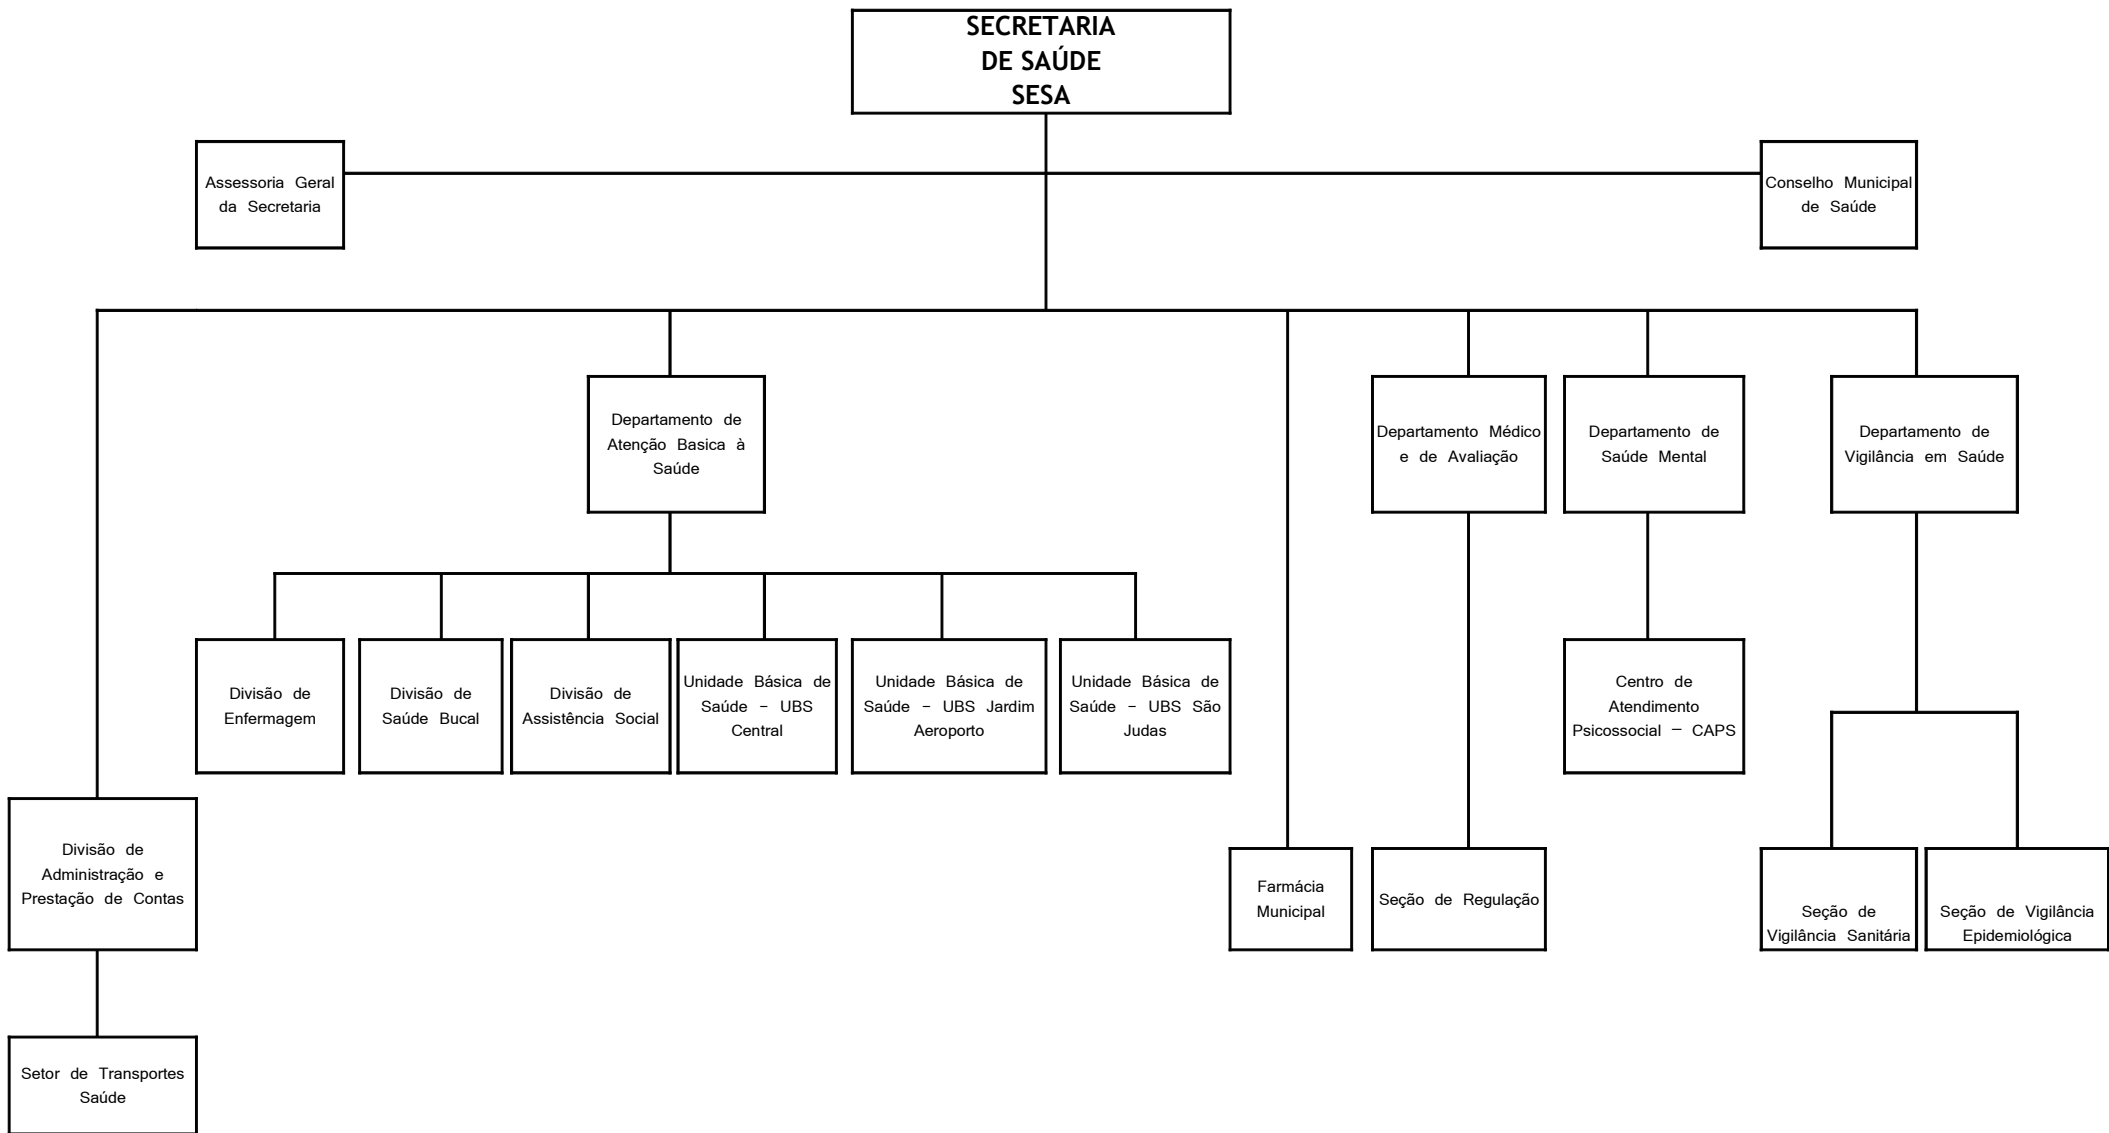 SECRETARIA
DE SAÚDE
SESA
Assessoria Geral
da Secretaria
Conselho Municipal
de Saúde
Departamento de
Atenção Basica à
Saúde
Departamento Médico
e de Avaliação
Departamento de
Saúde Mental
Departamento de
Vigilância em Saúde
Divisão de
Enfermagem
Divisão de
Saúde Bucal
Divisão de
Assistência Social
Unidade Básica de
Saúde – UBS
Central
Unidade Básica de
Saúde – UBS Jardim
Aeroporto
Unidade Básica de
Saúde – UBS São
Judas
Centro de
Atendimento
Psicossocial – CAPS
Divisão de
Administração e
Prestação de Contas
Farmácia
Municipal
Seção de Regulação
Seção de
Vigilância Sanitária
Seção de Vigilância
Epidemiológica
Setor de Transportes
Saúde